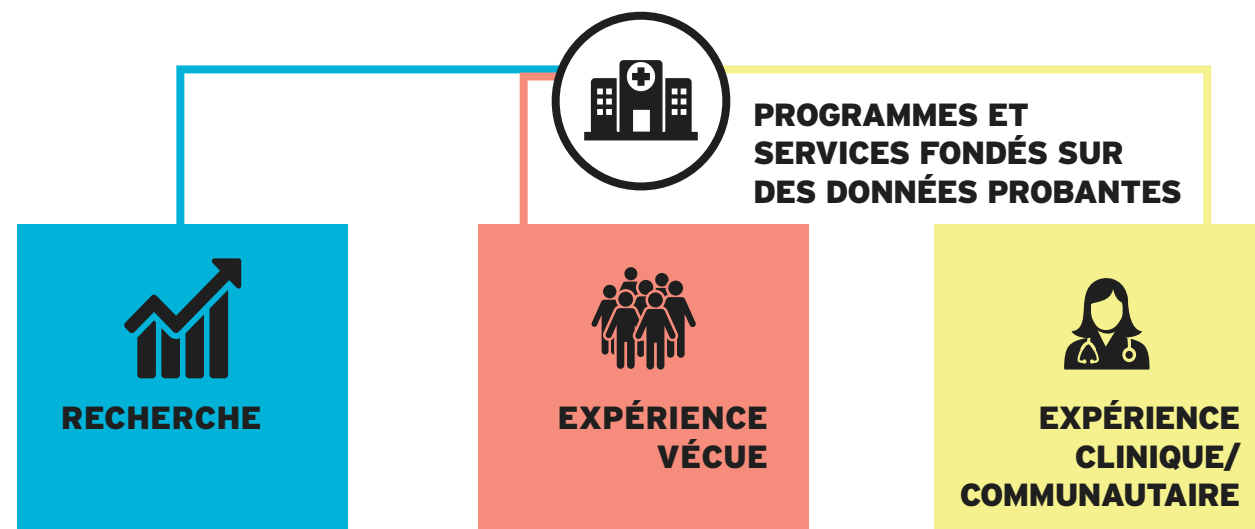 PROGRAMMES ET
SERVICES FONDÉS SUR
DES DONNÉES PROBANTES
RECHERCHE
EXPÉRIENCE
VÉCUE
EXPÉRIENCE
CLINIQUE/
COMMUNAUTAIRE